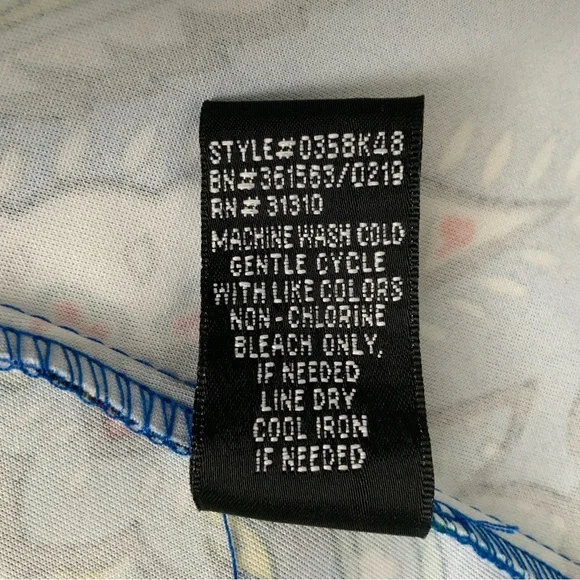 STYLE# 0358K48
BN# 361563/0219
RN# 31310
MACHINE WASH COLD
GENTLE CYCLE
WITH LIKE COLORS
NON-CHLORINE
BLEACH ONLY,
IF NEEDED
LINE DRY
COOL IRON
IF NEEDED